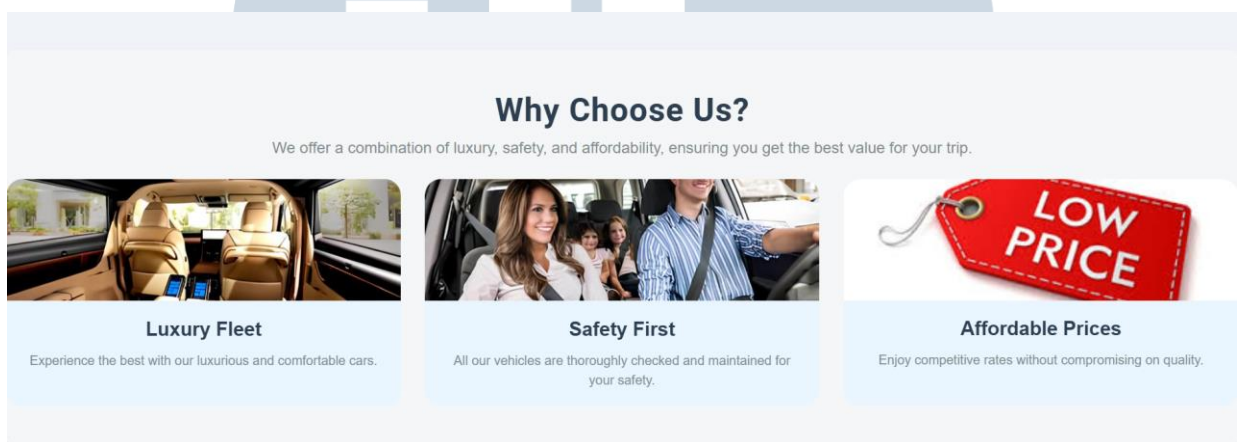 Why Choose Us?
We offer a combination of luxury, safety, and affordability, ensuring you get the best value for your trip.
LOW
PRICE
Luxury Fleet
Experience the best with our luxurious and comfortable cars.
Safety First
All our vehicles are thoroughly checked and maintained for
your safety.
Affordable Prices
Enjoy competitive rates without compromising on quality.